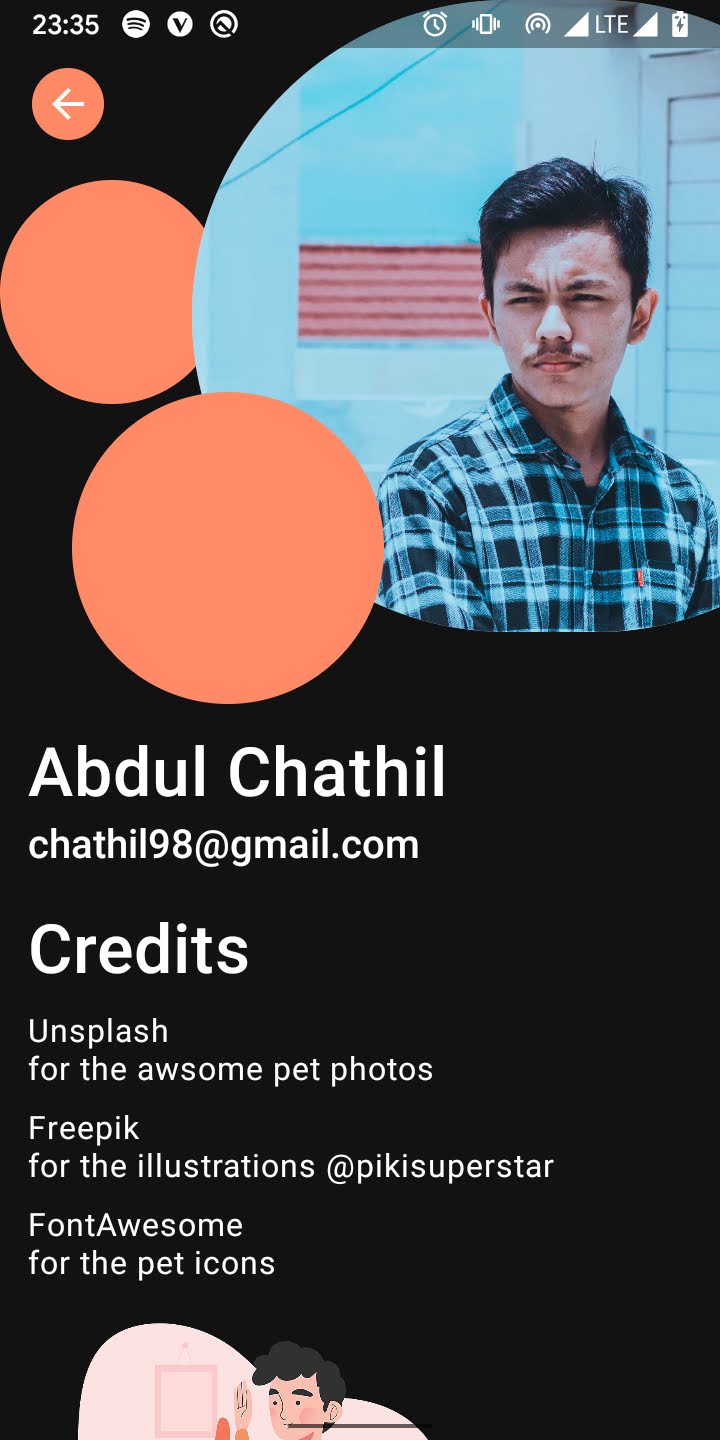 23:35
LTE
Abdul Chathil
chathil98@gmail.com
Credits
Unsplash
for the awsome pet photos
Freepik
for the illustrations @pikisuperstar
FontAwesome
for the pet icons